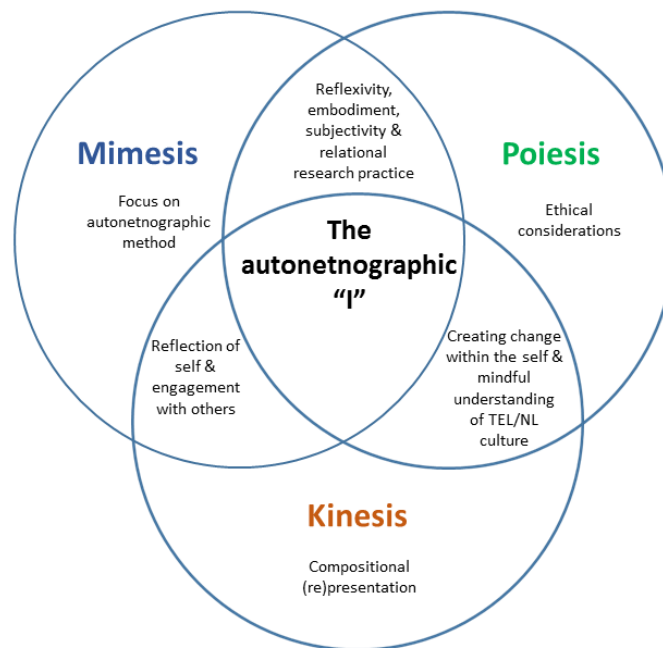 Reflexivity,
embodiment,
subjectivity &
relational
research practice
Mimesis
Poiesis
Focus on
autonetnographic
method
Ethical
considerations
The
autonetnographic
“I”
Reflection of
self &
engagement
with others
Creating change
within the self &
mindful
understanding
of TEL/NL
culture
Kinesis
Compositional
(re)presentation